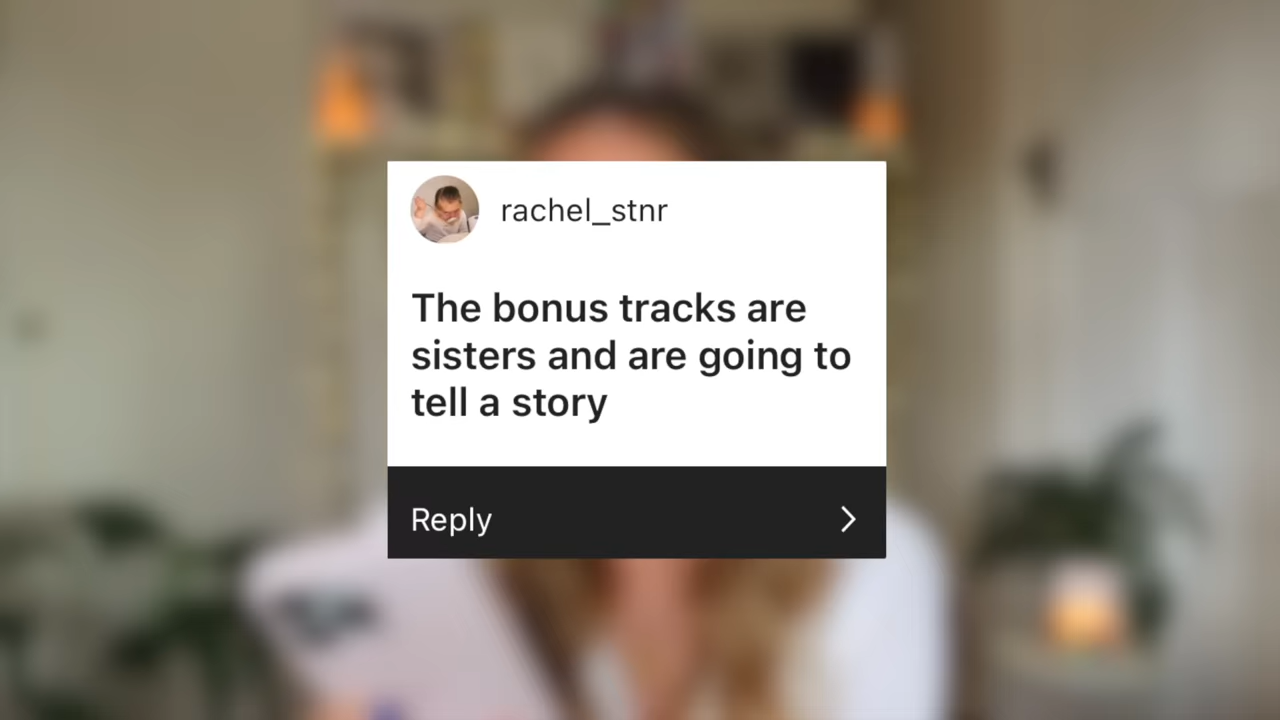 rachel_stnr
The bonus tracks are
sisters and are going to
tell a story
Reply